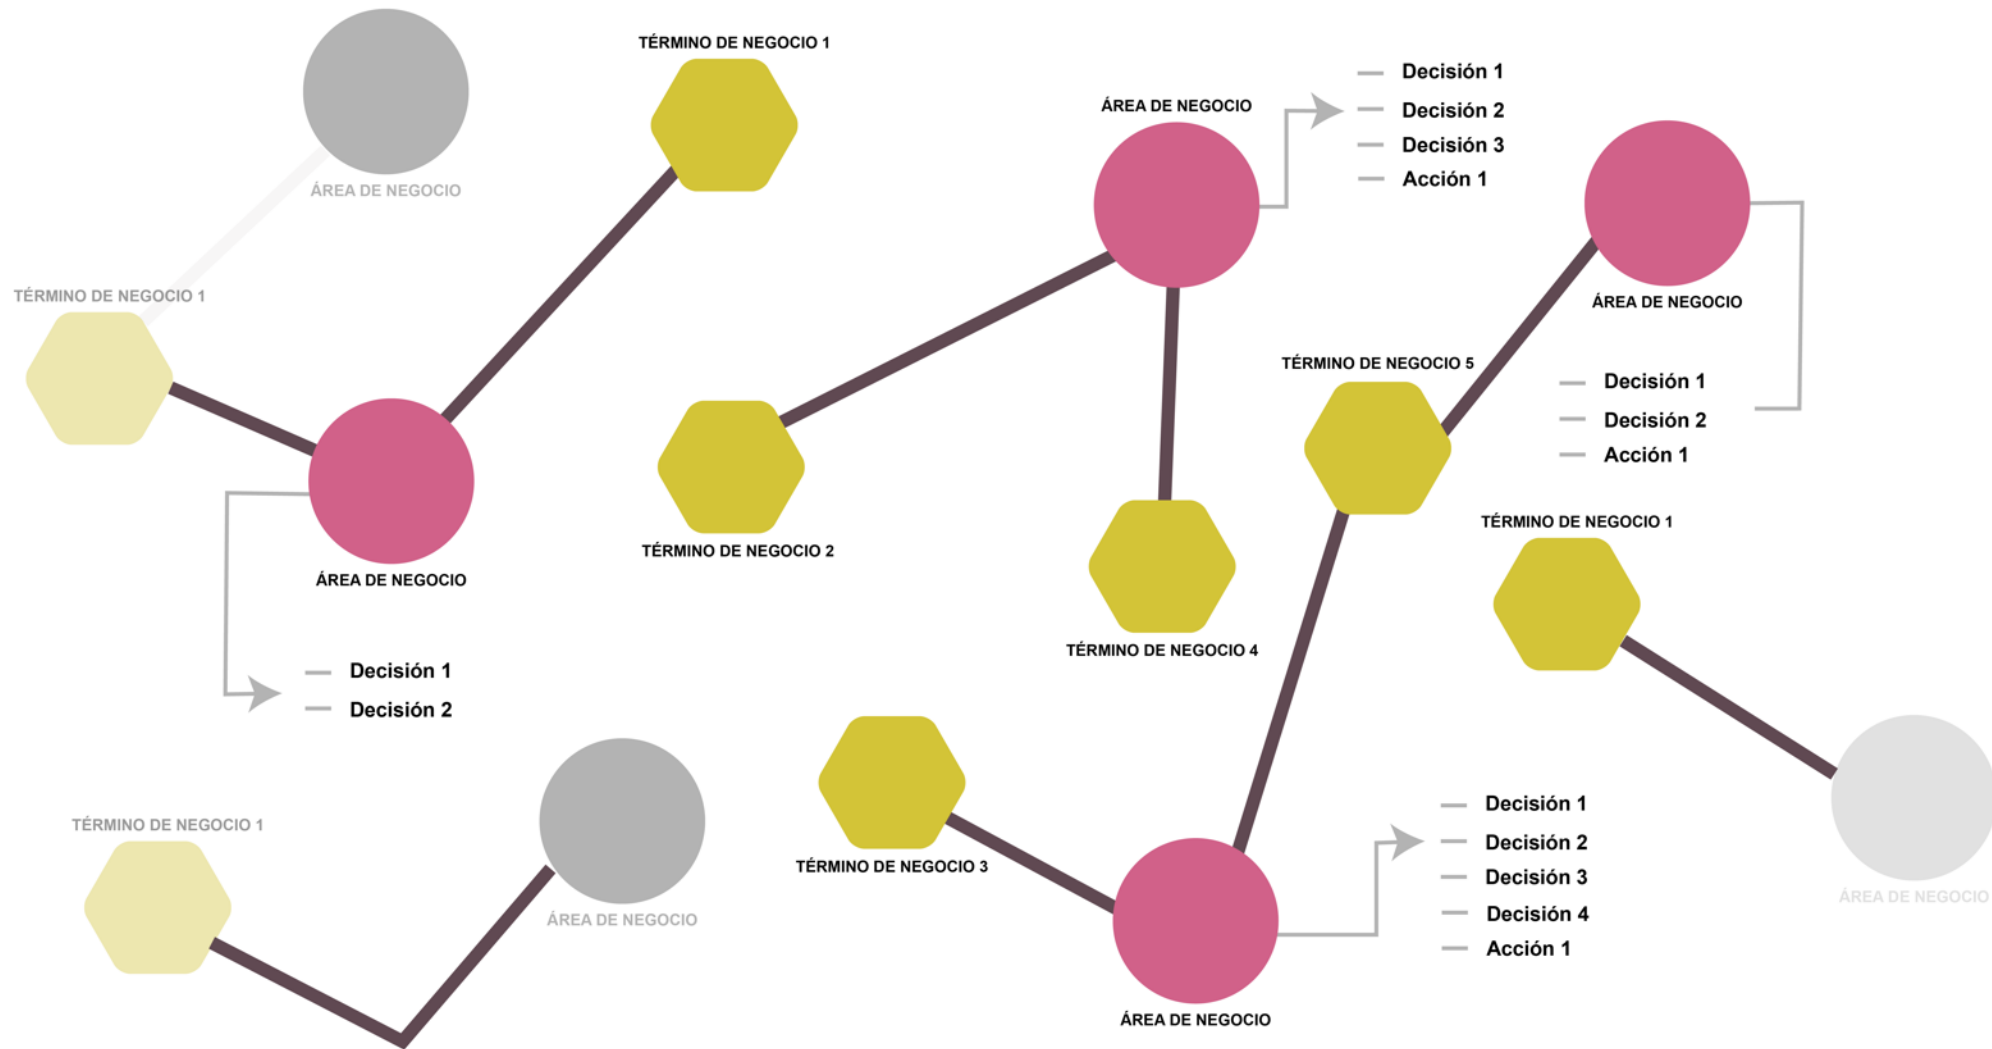 TÉRMINO DE NEGOCIO 1
ÁREA DE NEGOCIO
Decisión 1
Decisión 2
Decisión 3
Acción 1
ÁREA DE NEGOCIO
TÉRMINO DE NEGOCIO 1
ÁREA DE NEGOCIO
TÉRMINO DE NEGOCIO 5
Decisión 1
Decisión 2
Acción 1
TÉRMINO DE NEGOCIO 1
TÉRMINO DE NEGOCIO 2
ÁREA DE NEGOCIO
TÉRMINO DE NEGOCIO 4
Decisión 1
Decisión 2
Decisión 1
Decisión 2
Decisión 3
Decisión 4
Acción 1
TÉRMINO DE NEGOCIO 1
TÉRMINO DE NEGOCIO 3
ÁREA DE NEGOCIO
ÁREA DE NEGOCIO
ÁREA DE NEGOCIO